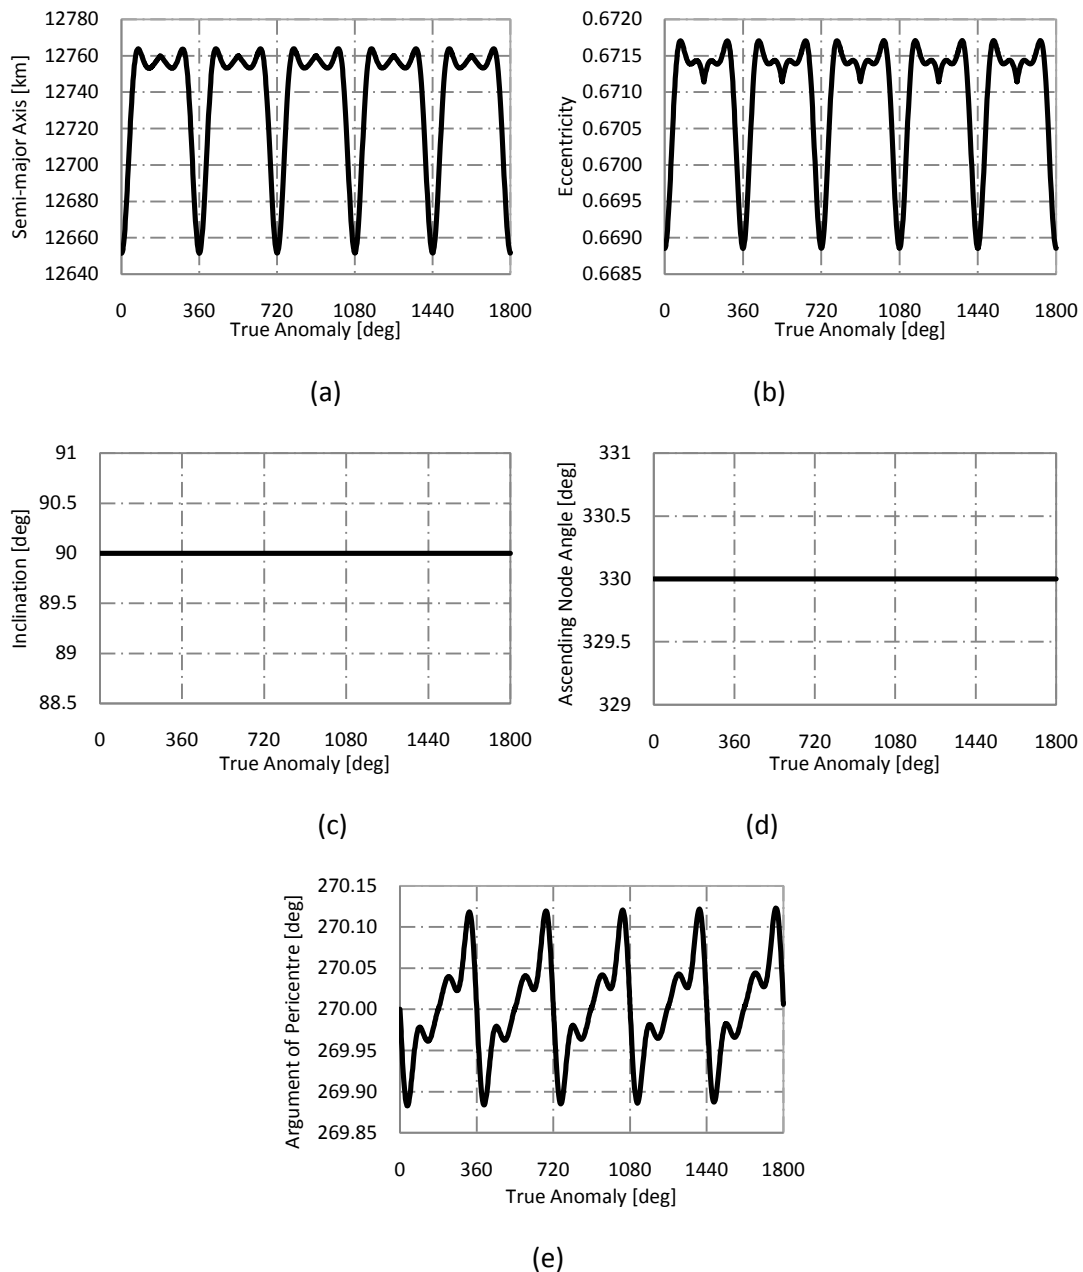 Semi-major Axis [km]
12780
12760
12740
12720
12700
12680
12660
12640
0 360 720 1080 1440 1800
True Anomaly [deg]
(a)
Eccentricity
0.6720
0.6715
0.6710
0.6705
0.6700
0.6695
0.6690
0.6685
0 360 720 1080 1440 1800
True Anomaly [deg]
(b)
Inclination [deg]
91
90.5
90
89.5
89
88.5
0 360 720 1080 1440 1800
True Anomaly [deg]
(c)
Ascending Node Angle [deg]
331
330.5
330
329.5
329
0 360 720 1080 1440 1800
True Anomaly [deg]
(d)
Argument of Pericentre [deg]
270.15
270.10
270.05
270.00
269.95
269.90
269.85
0 360 720 1080 1440 1800
True Anomaly [deg]
(e)